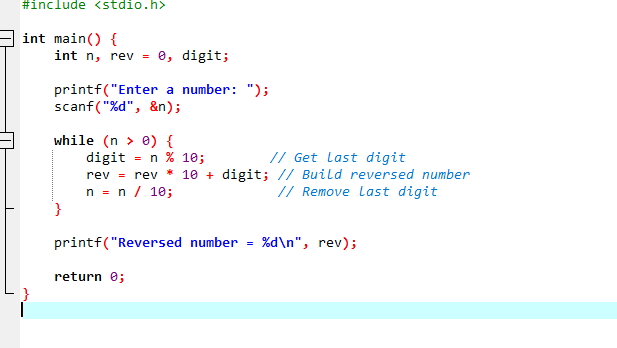 #include <stdio.h>
int main() {
    int n, rev = 0, digit;
    printf("Enter a number: ");
    scanf("%d", &n);
    while (n > 0) {
        digit = n % 10;        // Get last digit
        rev = rev * 10 + digit; // Build reversed number
        n = n / 10;             // Remove last digit
    }
    printf("Reversed number = %d\n", rev);
    return 0;
}